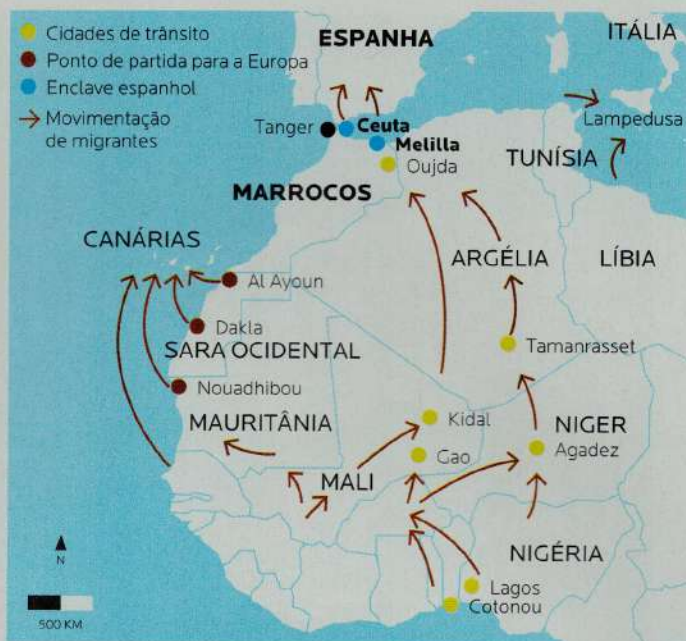 Cidades de trânsito
Ponto de partida para a Europa
Enclave espanhol
Movimentação
de migrantes
ESPANHA
ITÁLIA
Tanger
Ceuta
Melilla
Oujda
Lampedusa
TUNÍSIA
MARROCOS
CANÁRIAS
ARGÉLIA
LÍBIA
Al Ayoun
Dakla
SARA OCIDENTAL
Tamanrasset
Nouadhibou
MAURITÂNIA
Kidal
NIGER
Gao
Agadez
MALI
NIGÉRIA
Lagos
Cotonou
N
500 KM